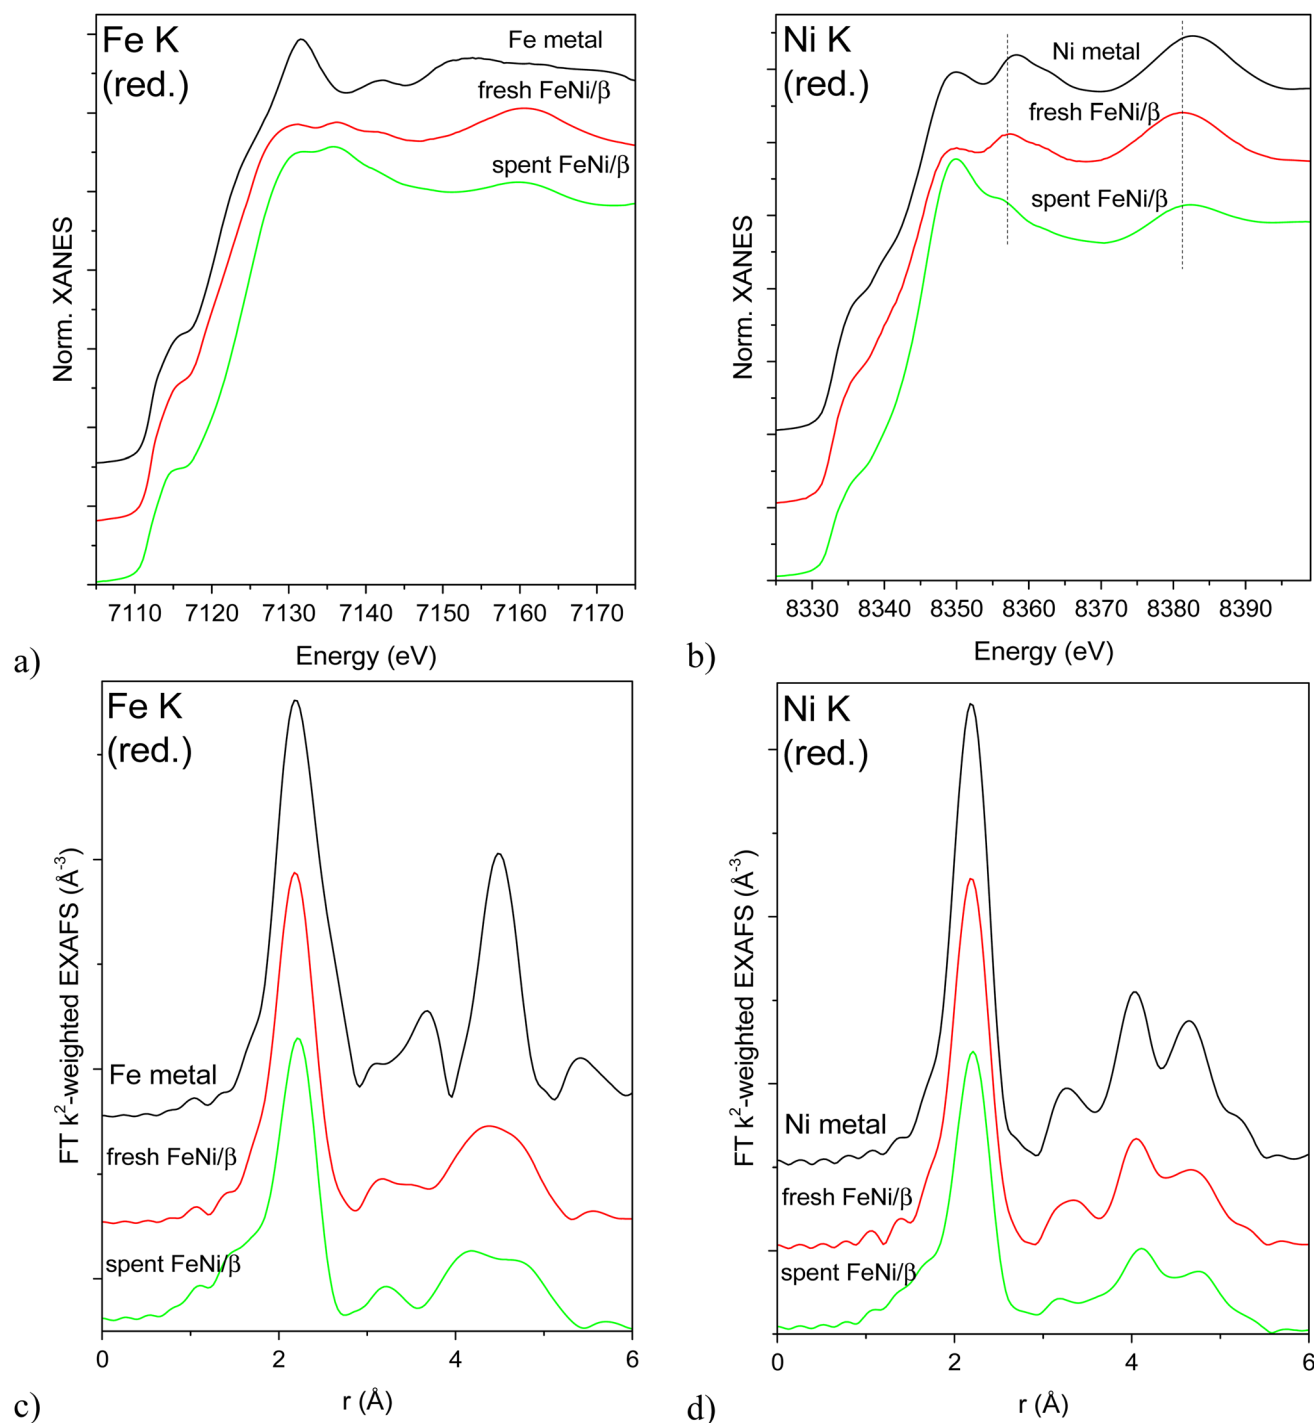 Fe K
(red.)
Fe metal
fresh FeNi/β
spent FeNi/β
Norm. XANES
7110 7120 7130 7140 7150 7160 7170
Energy (eV)
a)
Ni K
(red.)
Ni metal
fresh FeNi/β
spent FeNi/β
Norm. XANES
8330 8340 8350 8360 8370 8380 8390
Energy (eV)
b)
Fe K
(red.)
FT k²-weighted EXAFS (Å⁻³)
Fe metal
fresh FeNi/β
spent FeNi/β
0 2 4 6
r (Å)
c)
Ni K
(red.)
FT k²-weighted EXAFS (Å⁻³)
Ni metal
fresh FeNi/β
spent FeNi/β
0 2 4 6
r (Å)
d)